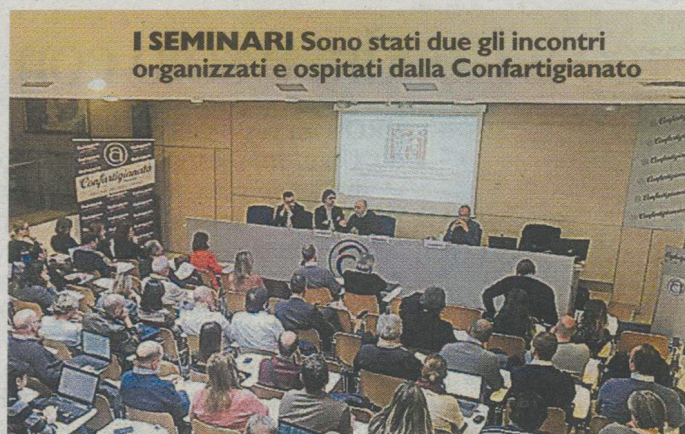 I SEMINARI Sono stati due gli incontri
organizzati e ospitati dalla Confartigianato
Confartigianato